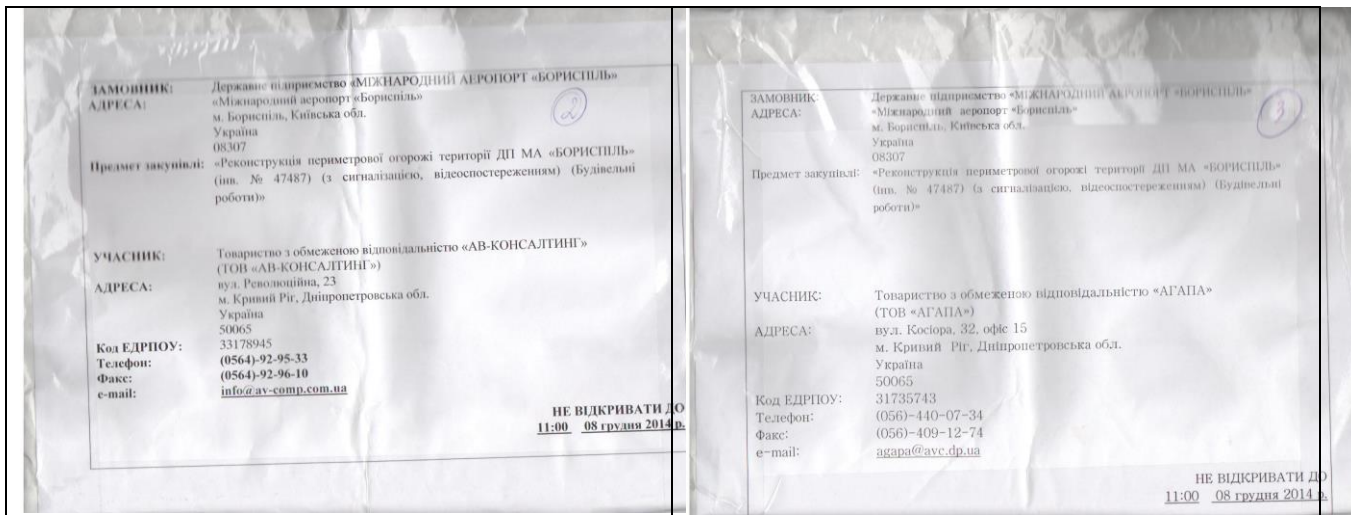 ЗАМОВНИК: Державне підприємство «МІЖНАРОДНИЙ АЕРОПОРТ «БОРИСПІЛЬ»
АДРЕСА: «Міжнародний аеропорт «Бориспіль»
м. Бориспіль, Київська обл.
Україна
08307
2
Предмет закупівлі: «Реконструкція периметрової огорожі території ДП МА «БОРИСПІЛЬ»
(інв. № 47487) (з сигналізацією, відеоспостереженням) (Будівельні
роботи)»
УЧАСНИК: Товариство з обмеженою відповідальністю «АВ-КОНСАЛТИНГ»
(ТОВ «АВ-КОНСАЛТИНГ»)
АДРЕСА: вул. Революційна, 23
м. Кривий Ріг, Дніпропетровська обл.
Україна
50065
Код ЕДРПОУ: 33178945
Телефон: (0564)-92-95-33
Факс: (0564)-92-96-10
e-mail: info@av-comp.com.ua
НЕ ВІДКРИВАТИ ДО
11:00 08 грудня 2014 р.
ЗАМОВНИК: Державне підприємство «МІЖНАРОДНИЙ АЕРОПОРТ «БОРИСПІЛЬ»
АДРЕСА: «Міжнародний аеропорт «Бориспіль»
м. Бориспіль, Київська обл.
Україна
08307
3
Предмет закупівлі: «Реконструкція периметрової огорожі території ДП МА «БОРИСПІЛЬ»
(інв. № 47487) (з сигналізацією, відеоспостереженням) (Будівельні
роботи)»
УЧАСНИК: Товариство з обмеженою відповідальністю «АГАПА»
(ТОВ «АГАПА»)
АДРЕСА: вул. Косіора, 32, офіс 15
м. Кривий Ріг, Дніпропетровська обл.
Україна
50065
Код ЕДРПОУ: 31735743
Телефон: (056)-440-07-34
Факс: (056)-409-12-74
e-mail: agapa@avc.dp.ua
НЕ ВІДКРИВАТИ ДО
11:00 08 грудня 2014 р.